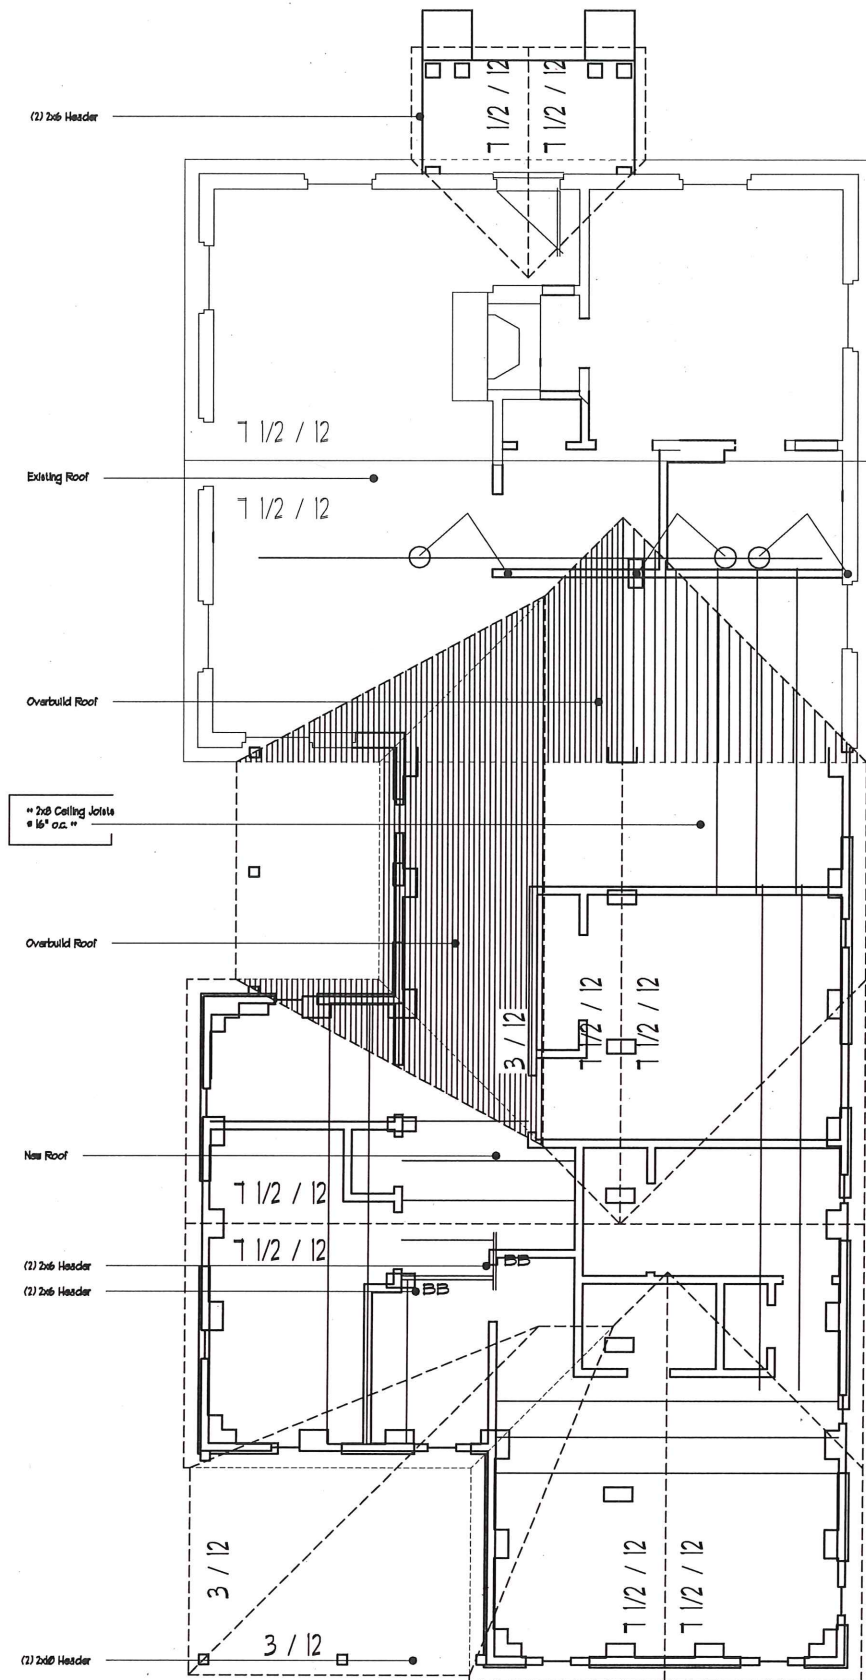 7 1/2 / 12
7 1/2 / 12
(2) 2x6 Header
7 1/2 / 12
Existing Roof
7 1/2 / 12
Overbuild Roof
** 2x8 Ceiling Joists
@ 16" o.c. **
Overbuild Roof
3 / 12
7 1/2 / 12
7 1/2 / 12
New Roof
7 1/2 / 12
7 1/2 / 12
(2) 2x6 Header
BB
(2) 2x6 Header
BB
3 / 12
7 1/2 / 12
7 1/2 / 12
3 / 12
(2) 2x10 Header